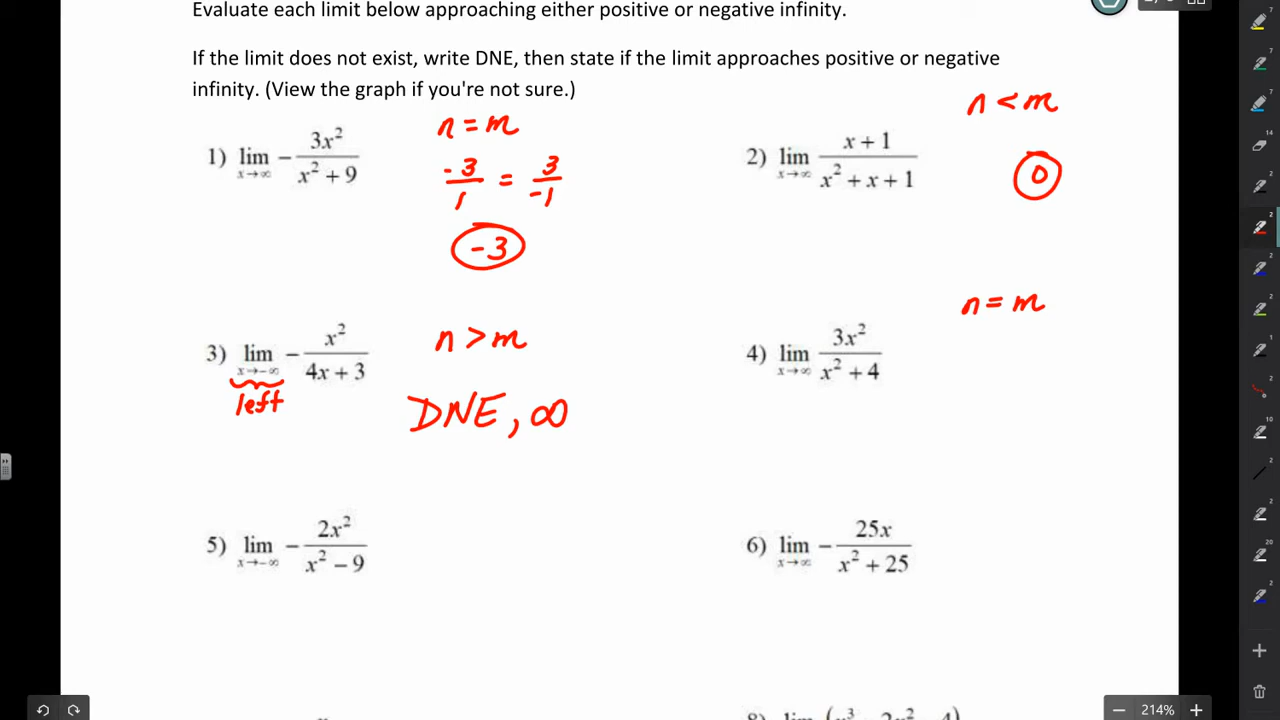 Evaluate each limit below approaching either positive or negative infinity.
If the limit does not exist, write DNE, then state if the limit approaches positive or negative
infinity. (View the graph if you're not sure.)
1) lim x→∞ − 3x² / x² + 9
n = m
-3/1 = 3/-1
-3
2) lim x→∞ x + 1 / x² + x + 1
n < m
0
3) lim x→−∞ − x² / 4x + 3
left
n > m
DNE, ∞
4) lim x→∞ 3x² / x² + 4
n = m
5) lim x→−∞ − 2x² / x² − 9
6) lim x→∞ − 25x / x² + 25
214%